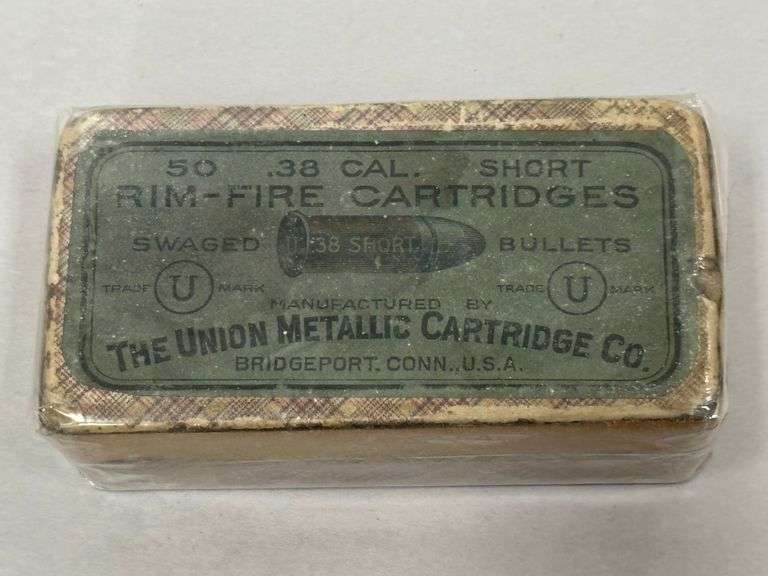 50 .38 CAL. SHORT
RIM-FIRE CARTRIDGES
SWAGED U .38 SHORT. BULLETS
TRADE U MARK TRADE U MARK
MANUFACTURED BY
THE UNION METALLIC CARTRIDGE CO.
BRIDGEPORT. CONN., U.S.A.